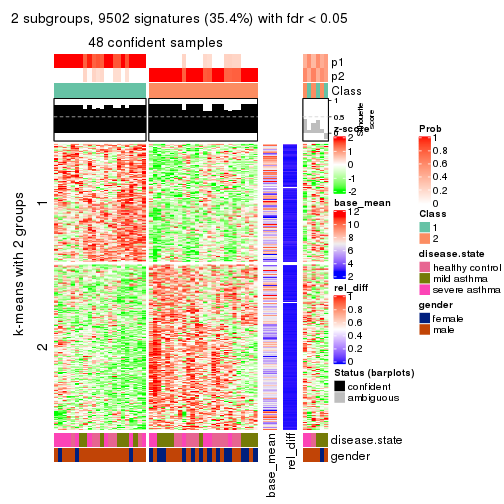 2 subgroups, 9502 signatures (35.4%) with fdr < 0.05
48 confident samples
p1
p2
Class
1
0.5
0
Silhouette
score
k-means with 2 groups
1
2
z-score
2
1
0
-1
-2
base_mean
12
10
8
6
4
2
rel_diff
1
0.8
0.6
0.4
0.2
0
Status (barplots)
confident
ambiguous
Prob
1
0.8
0.6
0.4
0.2
0
Class
1
2
disease.state
healthy control
mild asthma
severe asthma
gender
female
male
disease.state
gender
base_mean
rel_diff